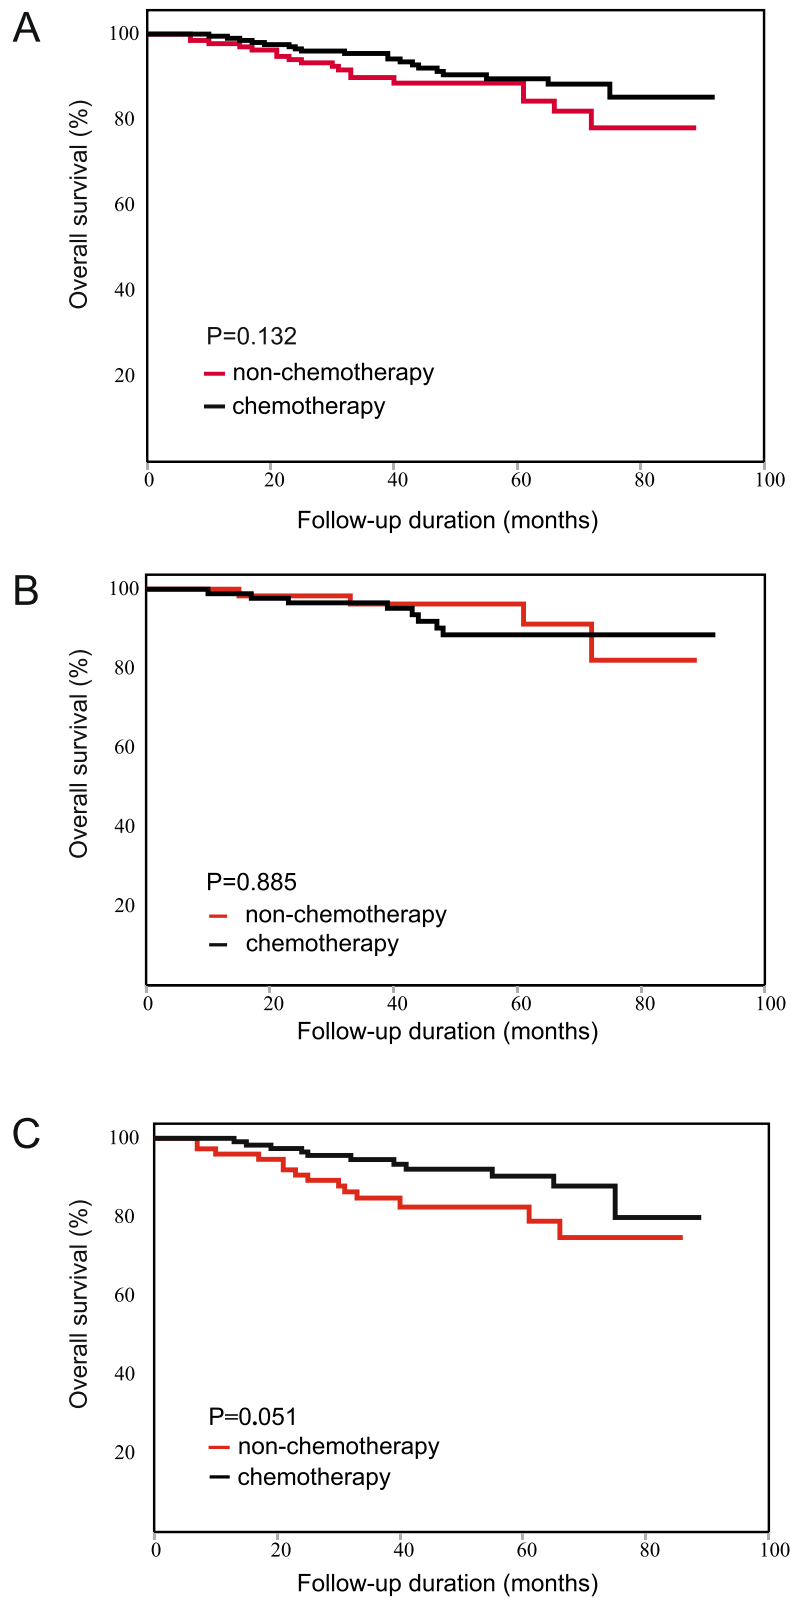 A
100
80
60
40
20
Overall survival (%)
P=0.132
non-chemotherapy
chemotherapy
0 20 40 60 80 100
Follow-up duration (months)
B
100
80
60
40
20
Overall survival (%)
P=0.885
non-chemotherapy
chemotherapy
0 20 40 60 80 100
Follow-up duration (months)
C
100
80
60
40
20
Overall survival (%)
P=0.051
non-chemotherapy
chemotherapy
0 20 40 60 80 100
Follow-up duration (months)